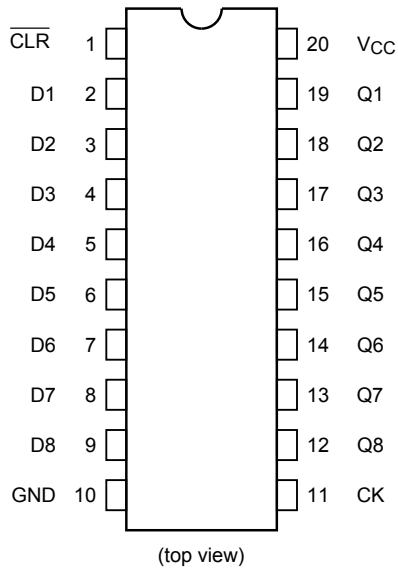 C̅L̅R̅ 1 20 VCC
D1 2 19 Q1
D2 3 18 Q2
D3 4 17 Q3
D4 5 16 Q4
D5 6 15 Q5
D6 7 14 Q6
D7 8 13 Q7
D8 9 12 Q8
GND 10 11 CK
(top view)